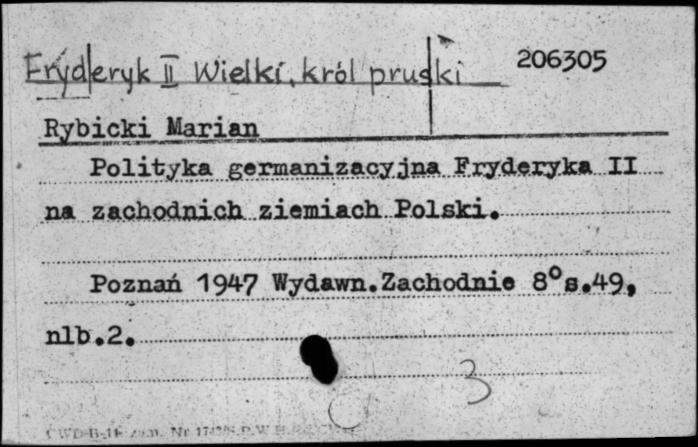 Fryderyk II Wielki, król pruski 206305
Rybicki Marian
Polityka germanizacyjna Fryderyka II
na zachodnich ziemiach Polski.
Poznań 1947 Wydawn.Zachodnie 8° s.49,
nlb.2.
3